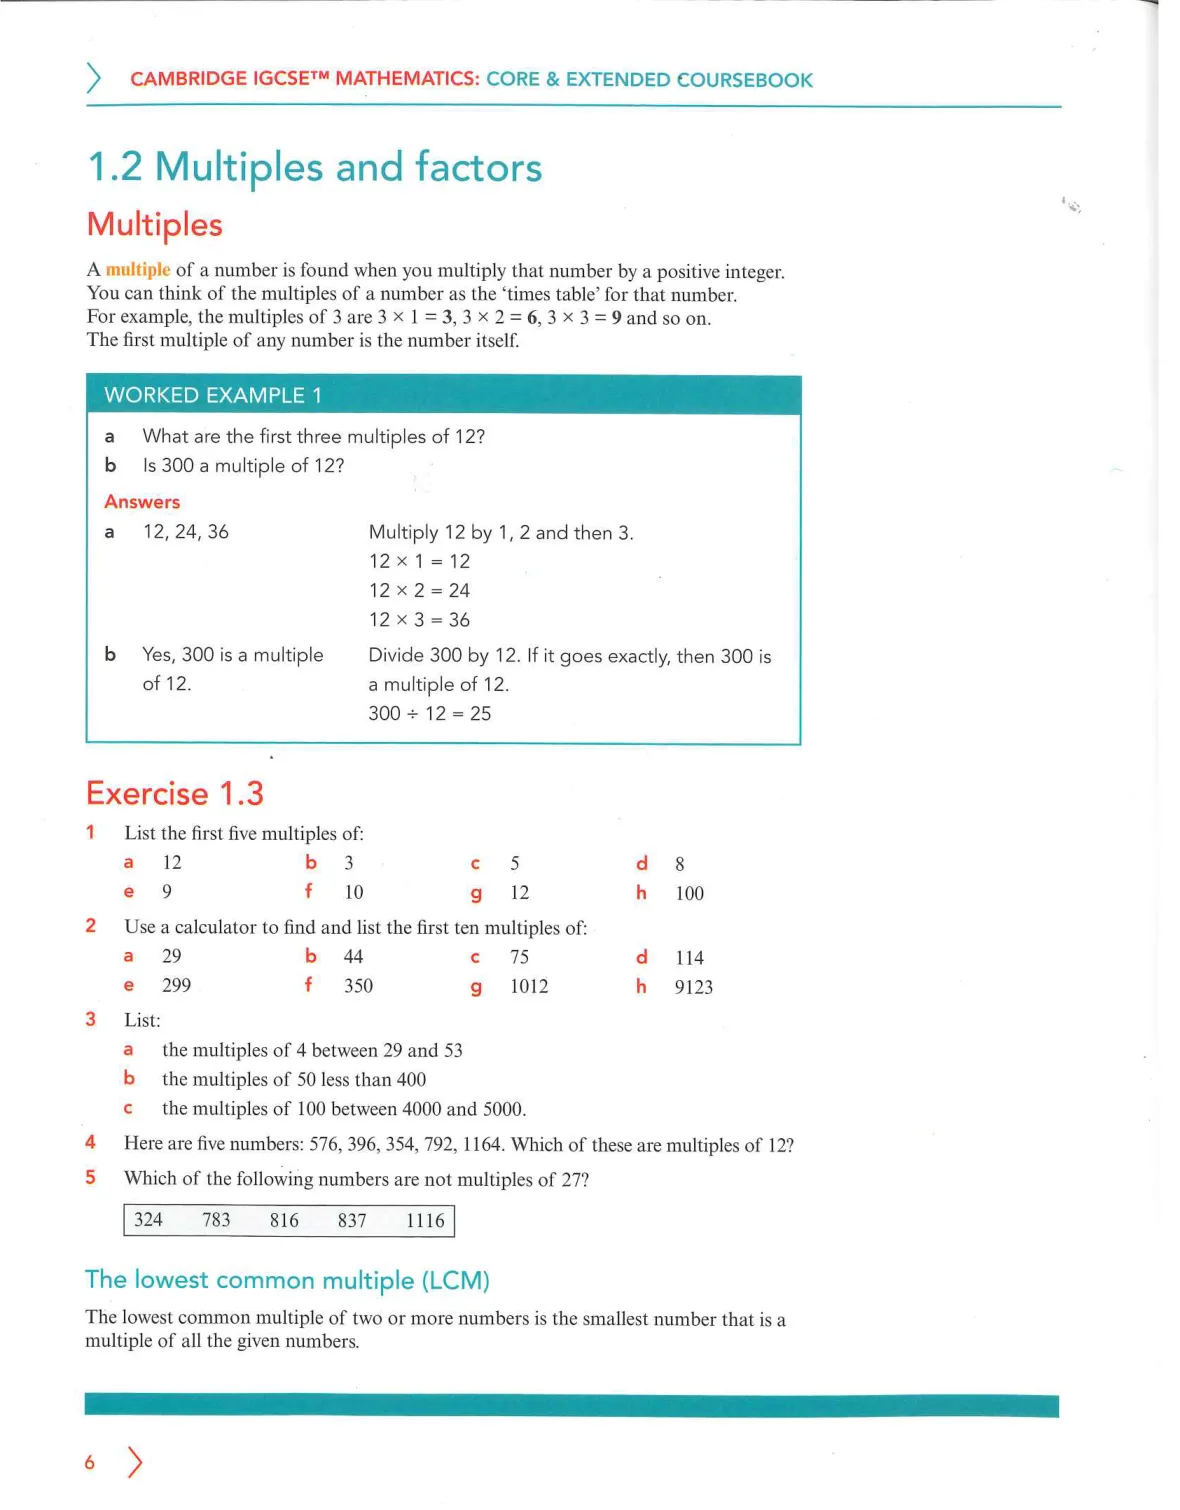 CAMBRIDGE IGCSE™ MATHEMATICS: CORE & EXTENDED COURSEBOOK
1.2 Multiples and factors
Multiples
A multiple of a number is found when you multiply that number by a positive integer.
You can think of the multiples of a number as the ‘times table’ for that number.
For example, the multiples of 3 are 3 × 1 = 3, 3 × 2 = 6, 3 × 3 = 9 and so on.
The first multiple of any number is the number itself.
WORKED EXAMPLE 1
a What are the first three multiples of 12?
b Is 300 a multiple of 12?
Answers
a 12, 24, 36 Multiply 12 by 1, 2 and then 3.
12 × 1 = 12
12 × 2 = 24
12 × 3 = 36
b Yes, 300 is a multiple Divide 300 by 12. If it goes exactly, then 300 is
of 12. a multiple of 12.
300 ÷ 12 = 25
Exercise 1.3
1 List the first five multiples of:
a 12 b 3 c 5 d 8
e 9 f 10 g 12 h 100
2 Use a calculator to find and list the first ten multiples of:
a 29 b 44 c 75 d 114
e 299 f 350 g 1012 h 9123
3 List:
a the multiples of 4 between 29 and 53
b the multiples of 50 less than 400
c the multiples of 100 between 4000 and 5000.
4 Here are five numbers: 576, 396, 354, 792, 1164. Which of these are multiples of 12?
5 Which of the following numbers are not multiples of 27?
324 783 816 837 1116
The lowest common multiple (LCM)
The lowest common multiple of two or more numbers is the smallest number that is a
multiple of all the given numbers.
6